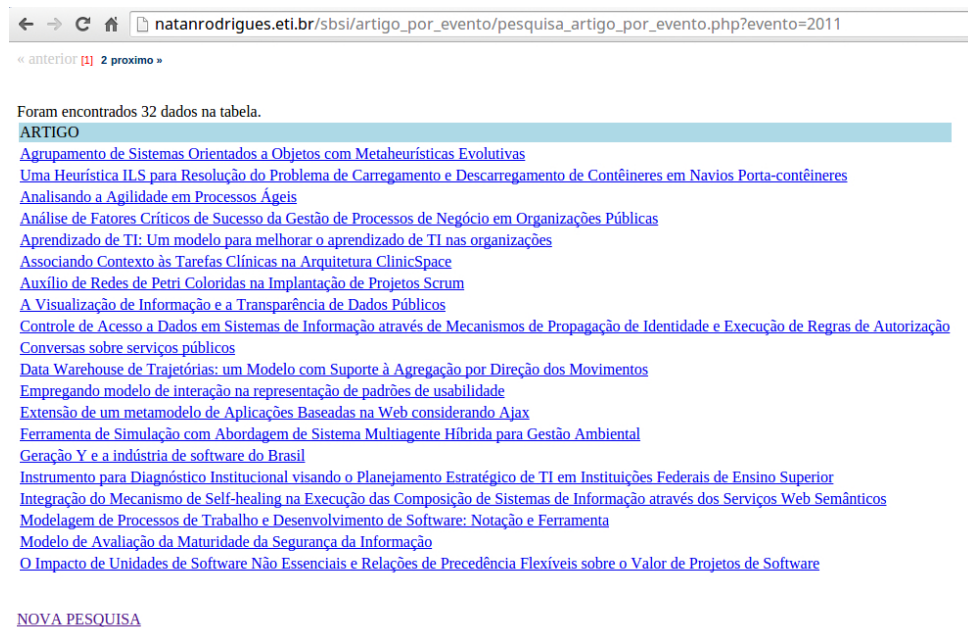 natanrodrigues.eti.br/sbsi/artigo_por_evento/pesquisa_artigo_por_evento.php?evento=2011
« anterior [1] 2 proximo »
Foram encontrados 32 dados na tabela.
ARTIGO
Agrupamento de Sistemas Orientados a Objetos com Metaheurísticas Evolutivas
Uma Heurística ILS para Resolução do Problema de Carregamento e Descarregamento de Contêineres em Navios Porta-contêineres
Analisando a Agilidade em Processos Ágeis
Análise de Fatores Críticos de Sucesso da Gestão de Processos de Negócio em Organizações Públicas
Aprendizado de TI: Um modelo para melhorar o aprendizado de TI nas organizações
Associando Contexto às Tarefas Clínicas na Arquitetura ClinicSpace
Auxílio de Redes de Petri Coloridas na Implantação de Projetos Scrum
A Visualização de Informação e a Transparência de Dados Públicos
Controle de Acesso a Dados em Sistemas de Informação através de Mecanismos de Propagação de Identidade e Execução de Regras de Autorização
Conversas sobre serviços públicos
Data Warehouse de Trajetórias: um Modelo com Suporte à Agregação por Direção dos Movimentos
Empregando modelo de interação na representação de padrões de usabilidade
Extensão de um metamodelo de Aplicações Baseadas na Web considerando Ajax
Ferramenta de Simulação com Abordagem de Sistema Multiagente Híbrida para Gestão Ambiental
Geração Y e a indústria de software do Brasil
Instrumento para Diagnóstico Institucional visando o Planejamento Estratégico de TI em Instituições Federais de Ensino Superior
Integração do Mecanismo de Self-healing na Execução das Composição de Sistemas de Informação através dos Serviços Web Semânticos
Modelagem de Processos de Trabalho e Desenvolvimento de Software: Notação e Ferramenta
Modelo de Avaliação da Maturidade da Segurança da Informação
O Impacto de Unidades de Software Não Essenciais e Relações de Precedência Flexíveis sobre o Valor de Projetos de Software
NOVA PESQUISA